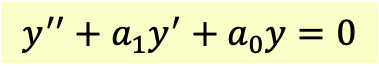 y′′ + a₁y′ + a₀y = 0